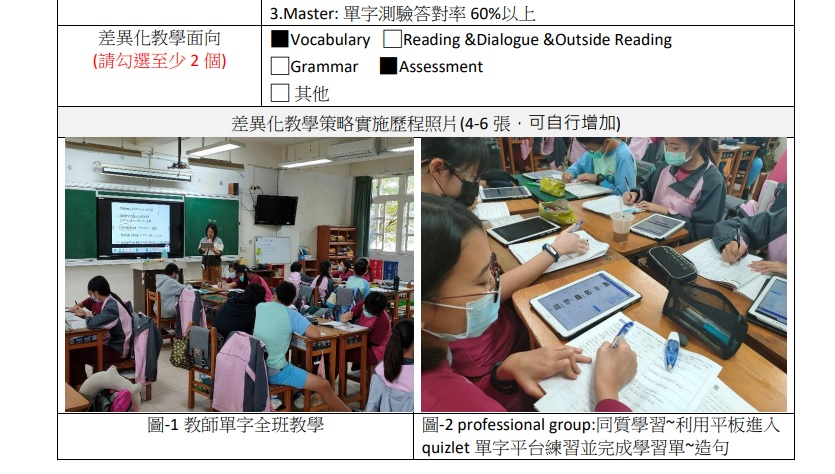 3.Master: 單字測驗答對率 60%以上
差異化教學面向
(請勾選至少 2 個)
■Vocabulary □Reading &Dialogue &Outside Reading
□Grammar ■Assessment
□ 其他
差異化教學策略實施歷程照片(4-6 張，可自行增加)
圖-1 教師單字全班教學
圖-2 professional group:同質學習~利用平板進入
quizlet 單字平台練習並完成學習單~造句